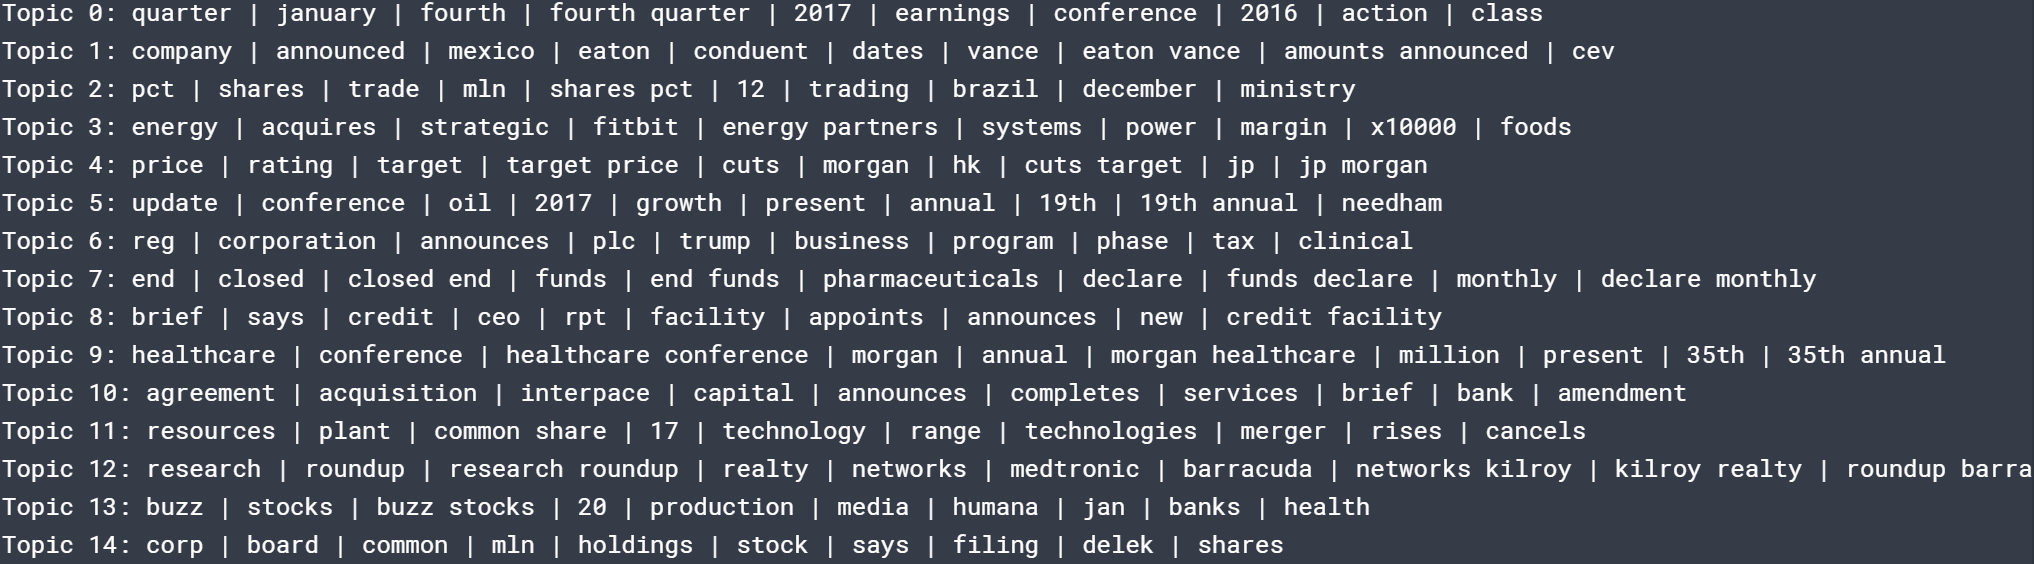 Topic 0: quarter | january | fourth | fourth quarter | 2017 | earnings | conference | 2016 | action | class
Topic 1: company | announced | mexico | eaton | conduent | dates | vance | eaton vance | amounts announced | cev
Topic 2: pct | shares | trade | mln | shares pct | 12 | trading | brazil | december | ministry
Topic 3: energy | acquires | strategic | fitbit | energy partners | systems | power | margin | x10000 | foods
Topic 4: price | rating | target | target price | cuts | morgan | hk | cuts target | jp | jp morgan
Topic 5: update | conference | oil | 2017 | growth | present | annual | 19th | 19th annual | needham
Topic 6: reg | corporation | announces | plc | trump | business | program | phase | tax | clinical
Topic 7: end | closed | closed end | funds | end funds | pharmaceuticals | declare | funds declare | monthly | declare monthly
Topic 8: brief | says | credit | ceo | rpt | facility | appoints | announces | new | credit facility
Topic 9: healthcare | conference | healthcare conference | morgan | annual | morgan healthcare | million | present | 35th | 35th annual
Topic 10: agreement | acquisition | interpace | capital | announces | completes | services | brief | bank | amendment
Topic 11: resources | plant | common share | 17 | technology | range | technologies | merger | rises | cancels
Topic 12: research | roundup | research roundup | realty | networks | medtronic | barracuda | networks kilroy | kilroy realty | roundup barra
Topic 13: buzz | stocks | buzz stocks | 20 | production | media | humana | jan | banks | health
Topic 14: corp | board | common | mln | holdings | stock | says | filing | delek | shares